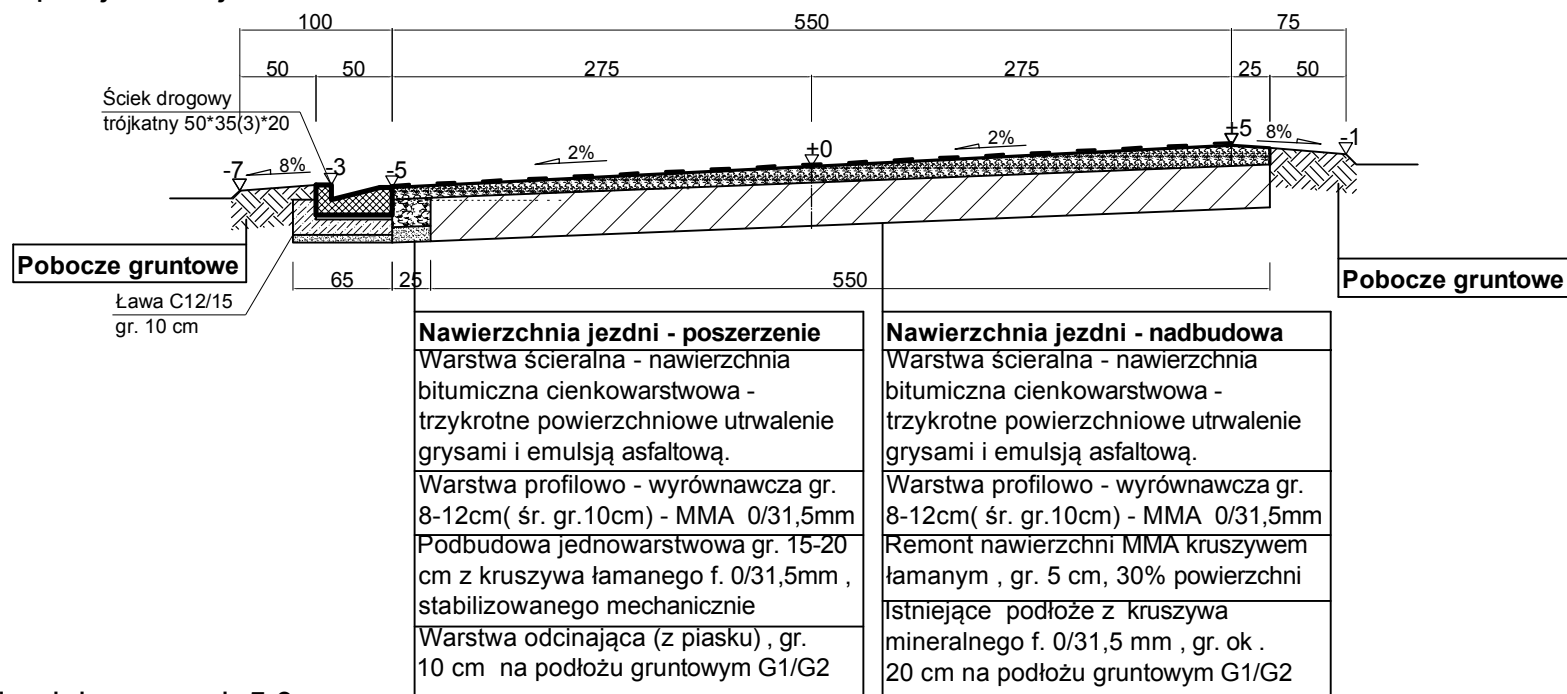 100 550 75
50 50 275 275 25 50
Ściek drogowy
trójkatny 50*35(3)*20
-7 8% -3 -5 2% ±0 2% +5 8% -1
Pobocze gruntowe
Pobocze gruntowe
65 25 550
Ława C12/15
gr. 10 cm
Nawierzchnia jezdni - poszerzenie
Warstwa ścieralna - nawierzchnia
bitumiczna cienkowarstwowa -
trzykrotne powierzchniowe utrwalenie
grysami i emulsją asfaltową.
Warstwa profilowo - wyrównawcza gr.
8-12cm( śr. gr.10cm) - MMA 0/31,5mm
Podbudowa jednowarstwowa gr. 15-20
cm z kruszywa łamanego f. 0/31,5mm ,
stabilizowanego mechanicznie
Warstwa odcinająca (z piasku) , gr.
10 cm na podłożu gruntowym G1/G2
Nawierzchnia jezdni - nadbudowa
Warstwa ścieralna - nawierzchnia
bitumiczna cienkowarstwowa -
trzykrotne powierzchniowe utrwalenie
grysami i emulsją asfaltową.
Warstwa profilowo - wyrównawcza gr.
8-12cm( śr. gr.10cm) - MMA 0/31,5mm
Remont nawierzchni MMA kruszywem
łamanym , gr. 5 cm, 30% powierzchni
Istniejące podłoże z kruszywa
mineralnego f. 0/31,5 mm , gr. ok .
20 cm na podłożu gruntowym G1/G2